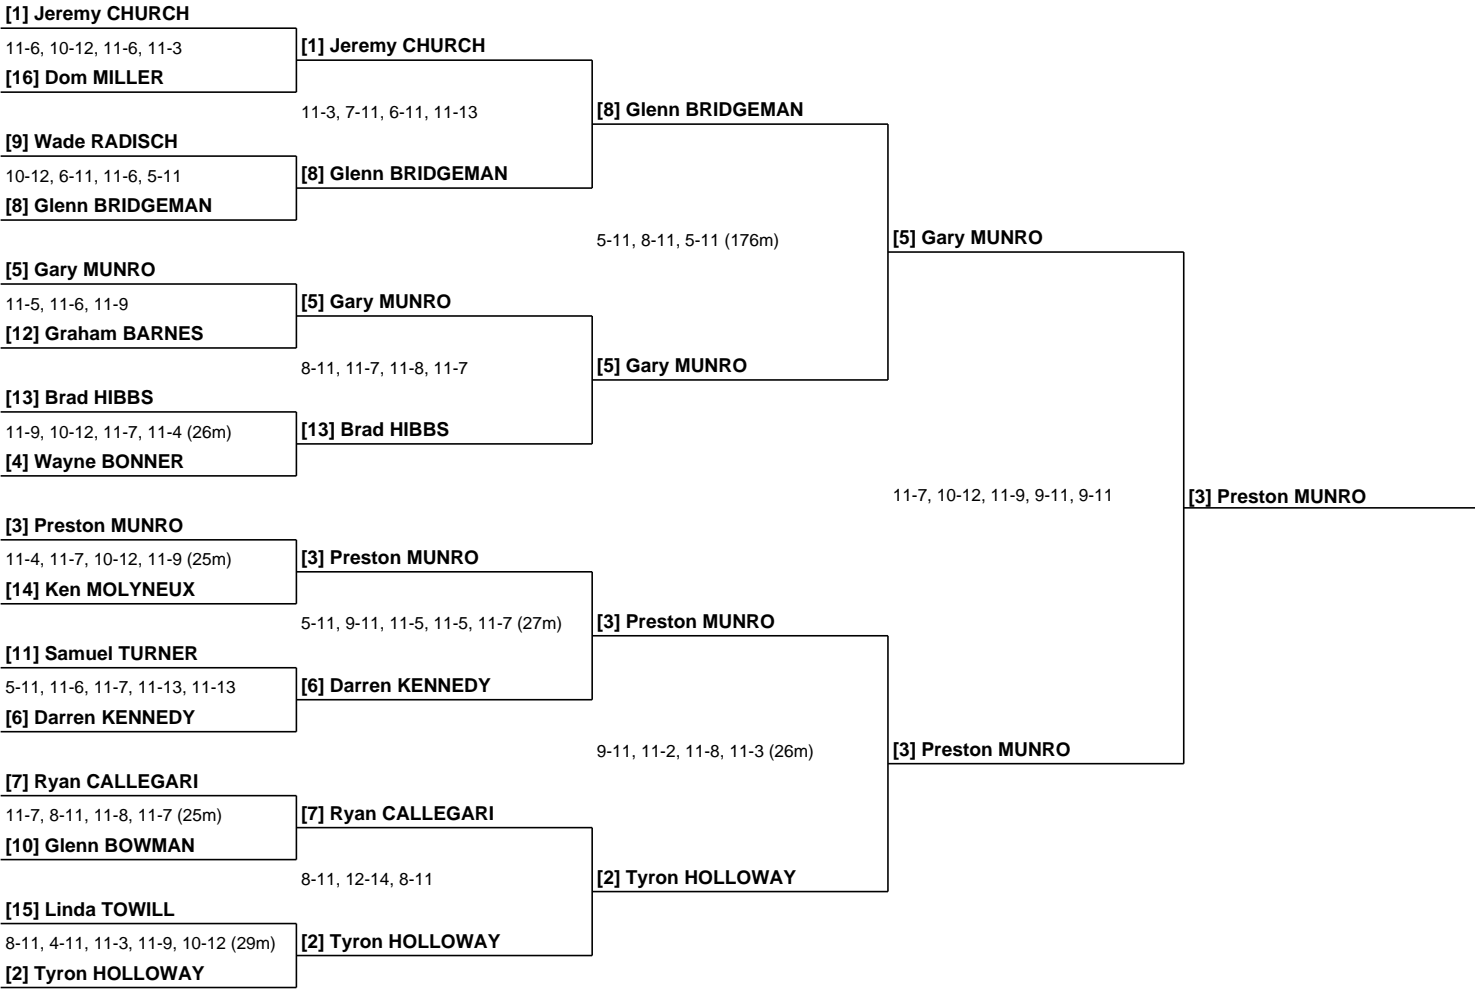 [1] Jeremy CHURCH
11-6, 10-12, 11-6, 11-3
[16] Dom MILLER
[9] Wade RADISCH
10-12, 6-11, 11-6, 5-11
[8] Glenn BRIDGEMAN
[5] Gary MUNRO
11-5, 11-6, 11-9
[12] Graham BARNES
[13] Brad HIBBS
11-9, 10-12, 11-7, 11-4 (26m)
[4] Wayne BONNER
[3] Preston MUNRO
11-4, 11-7, 10-12, 11-9 (25m)
[14] Ken MOLYNEUX
[11] Samuel TURNER
5-11, 11-6, 11-7, 11-13, 11-13
[6] Darren KENNEDY
[7] Ryan CALLEGARI
11-7, 8-11, 11-8, 11-7 (25m)
[10] Glenn BOWMAN
[15] Linda TOWILL
8-11, 4-11, 11-3, 11-9, 10-12 (29m)
[2] Tyron HOLLOWAY
[1] Jeremy CHURCH
11-3, 7-11, 6-11, 11-13
[8] Glenn BRIDGEMAN
[5] Gary MUNRO
8-11, 11-7, 11-8, 11-7
[13] Brad HIBBS
[3] Preston MUNRO
5-11, 9-11, 11-5, 11-5, 11-7 (27m)
[6] Darren KENNEDY
[7] Ryan CALLEGARI
8-11, 12-14, 8-11
[2] Tyron HOLLOWAY
[8] Glenn BRIDGEMAN
5-11, 8-11, 5-11 (176m)
[5] Gary MUNRO
[3] Preston MUNRO
9-11, 11-2, 11-8, 11-3 (26m)
[2] Tyron HOLLOWAY
[5] Gary MUNRO
11-7, 10-12, 11-9, 9-11, 9-11
[3] Preston MUNRO
[3] Preston MUNRO